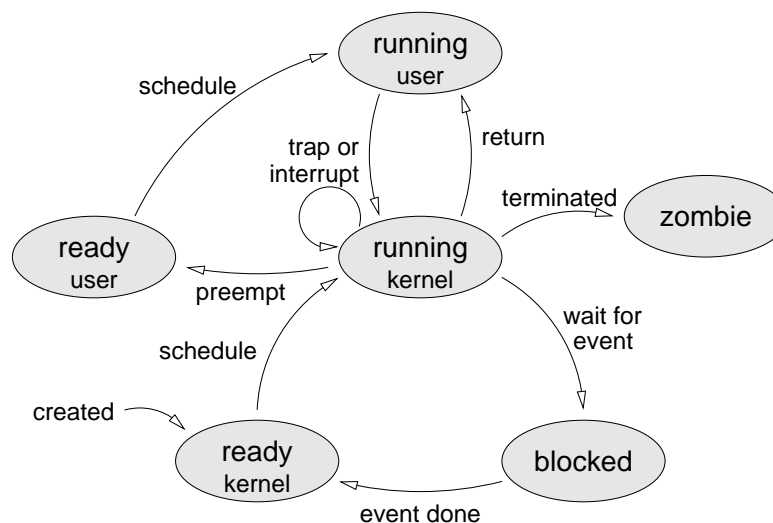 running
user
schedule
trap or
interrupt
return
terminated
zombie
ready
user
running
kernel
preempt
wait for
event
schedule
created
ready
kernel
blocked
event done